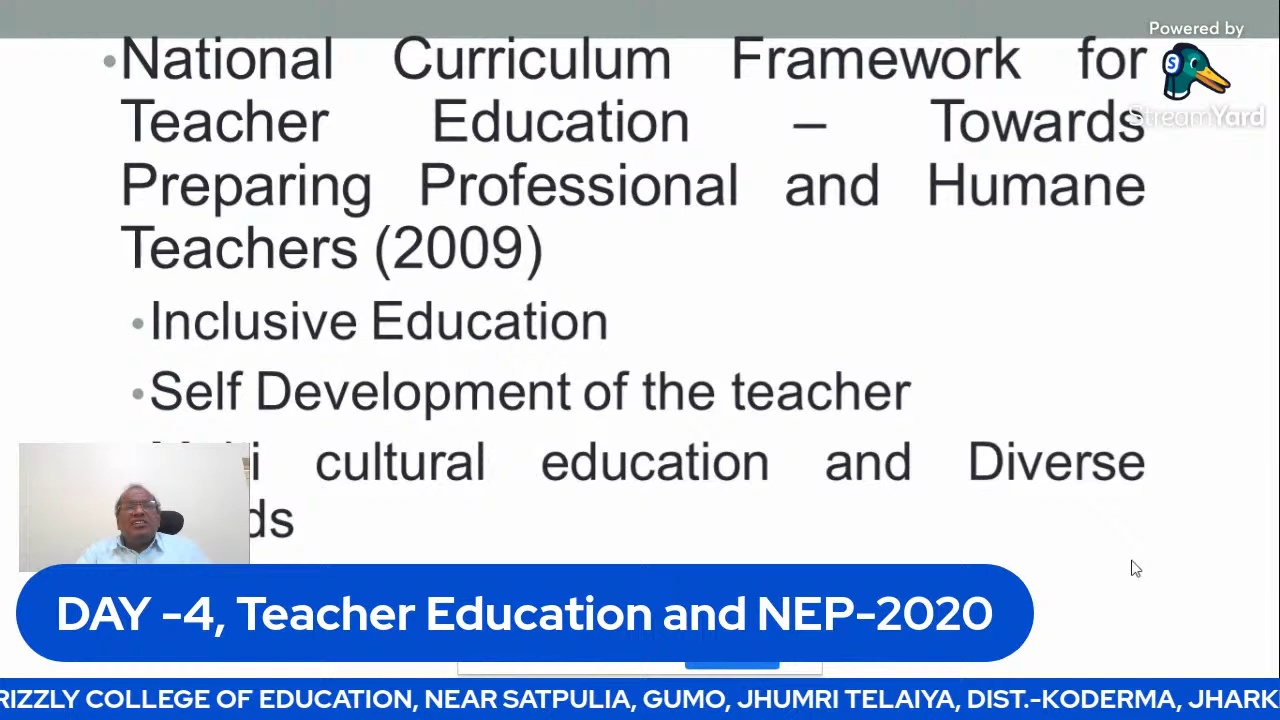 Powered by
StreamYard
• National Curriculum Framework for
Teacher Education – Towards
Preparing Professional and Humane
Teachers (2009)
• Inclusive Education
• Self Development of the teacher
cultural education and Diverse
DAY -4, Teacher Education and NEP-2020
RIZZLY COLLEGE OF EDUCATION, NEAR SATPULIA, GUMO, JHUMRI TELAIYA, DIST.-KODERMA, JHARK